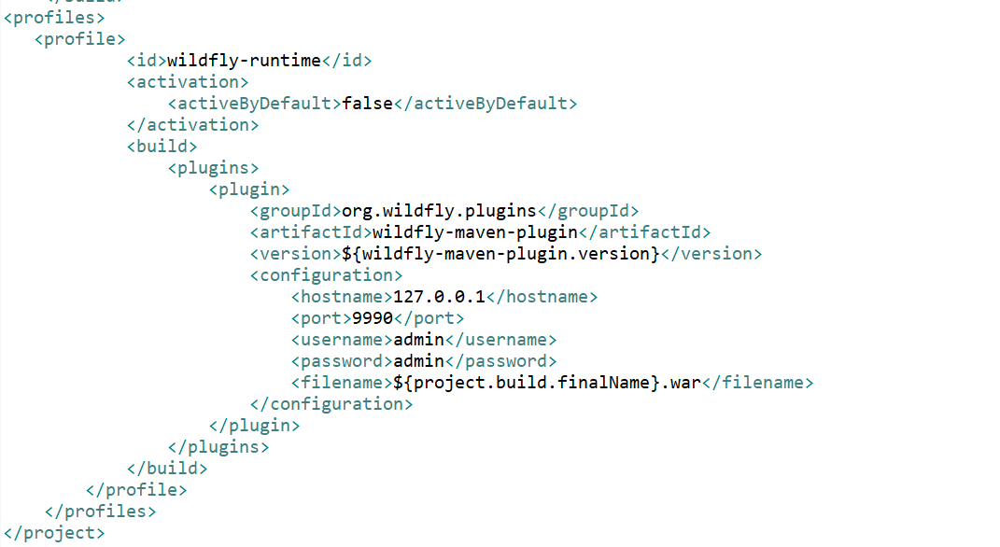 <profiles>
<profile>
<id>wildfly-runtime</id>
<activation>
<activeByDefault>false</activeByDefault>
</activation>
<build>
<plugins>
<plugin>
<groupId>org.wildfly.plugins</groupId>
<artifactId>wildfly-maven-plugin</artifactId>
<version>${wildfly-maven-plugin.version}</version>
<configuration>
<hostname>127.0.0.1</hostname>
<port>9990</port>
<username>admin</username>
<password>admin</password>
<filename>${project.build.finalName}.war</filename>
</configuration>
</plugin>
</plugins>
</build>
</profile>
</profiles>
</project>